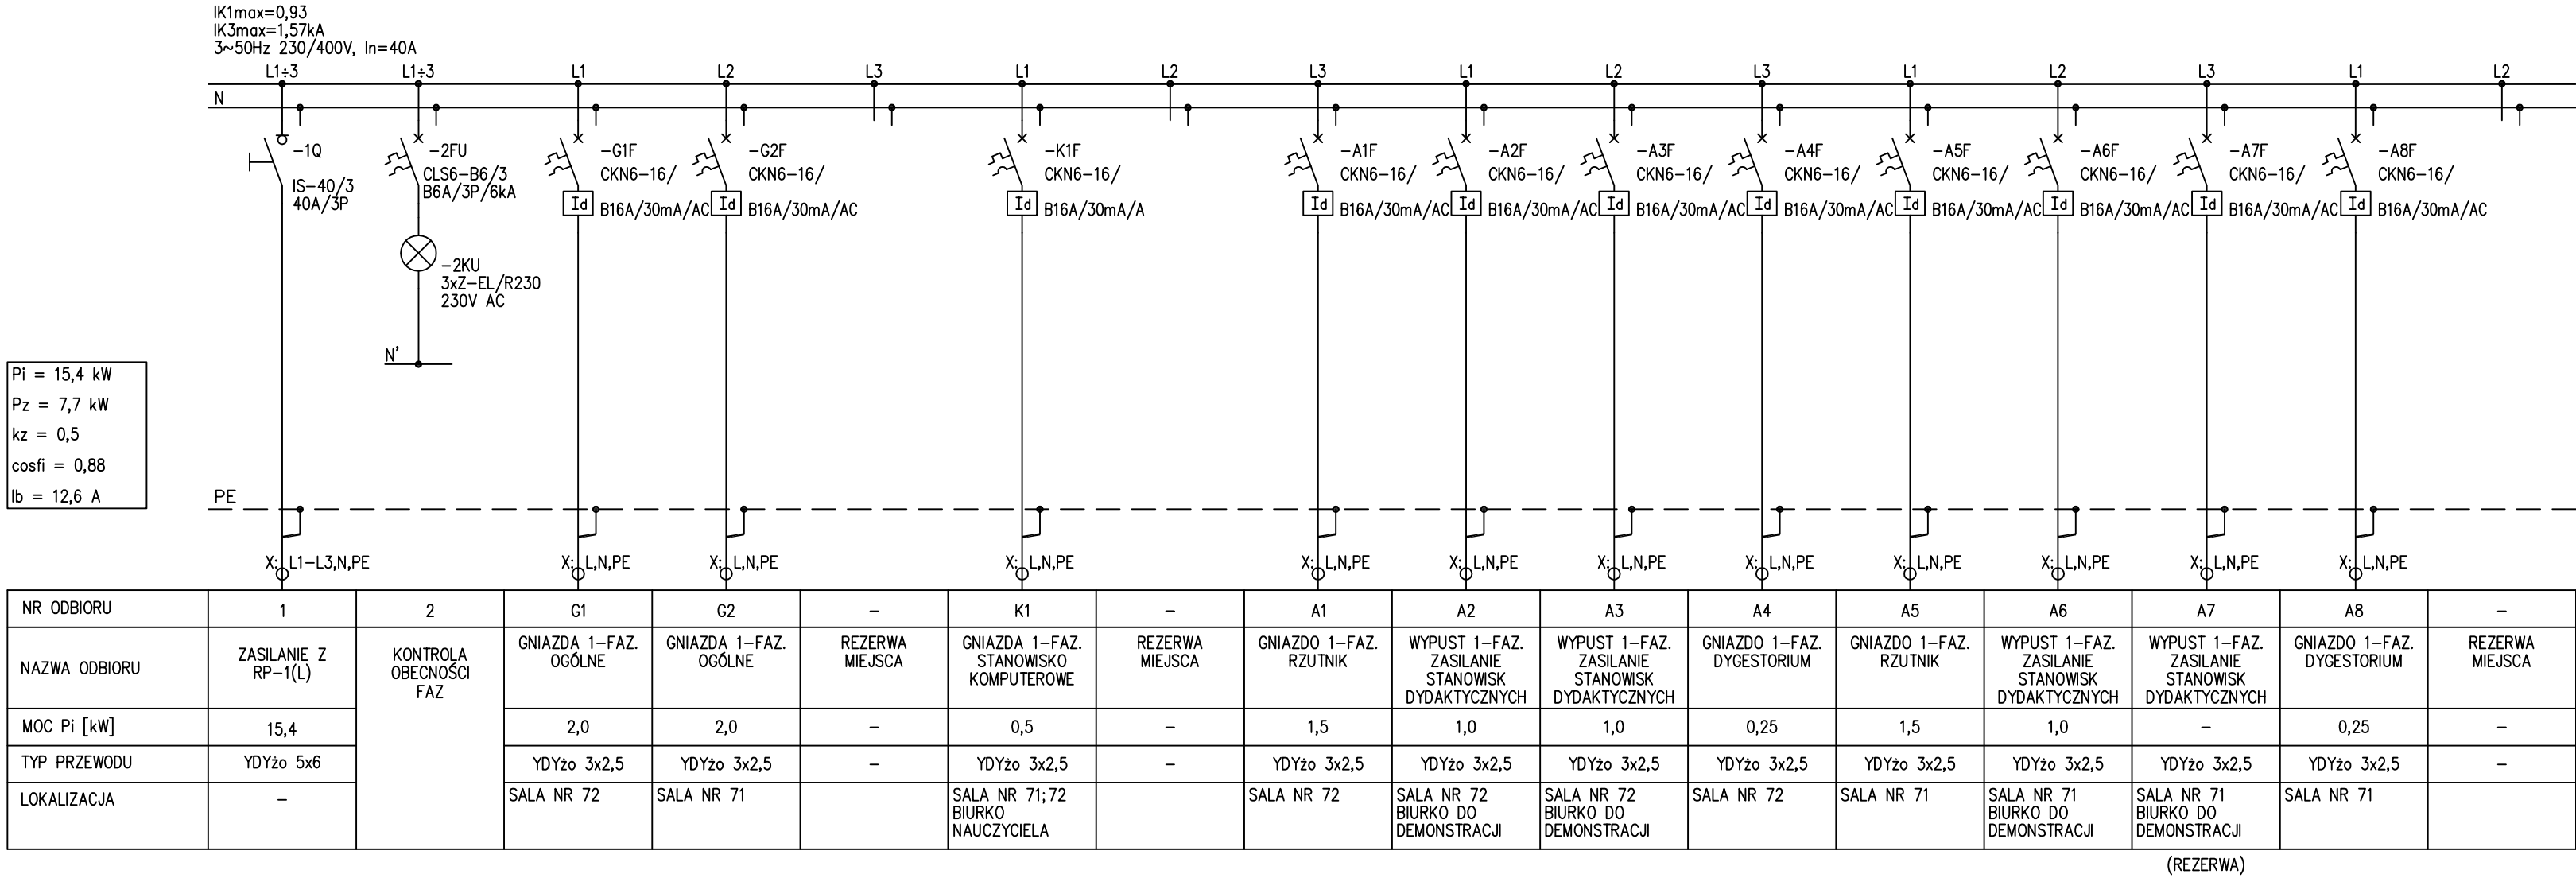 IK1max=0,93
IK3max=1,57kA
3~50Hz 230/400V, In=40A
L1÷3 L1÷3 L1 L2 L3 L1 L2 L3 L1 L2 L3 L1 L2 L3 L1 L2
N
-1Q
IS-40/3
40A/3P
-2FU
CLS6-B6/3
B6A/3P/6kA
-2KU
3xZ-EL/R230
230V AC
N'
-G1F
CKN6-16/
Id B16A/30mA/AC
-G2F
CKN6-16/
Id B16A/30mA/AC
-K1F
CKN6-16/
Id B16A/30mA/A
-A1F
CKN6-16/
Id B16A/30mA/AC
-A2F
CKN6-16/
Id B16A/30mA/AC
-A3F
CKN6-16/
Id B16A/30mA/AC
-A4F
CKN6-16/
Id B16A/30mA/AC
-A5F
CKN6-16/
Id B16A/30mA/AC
-A6F
CKN6-16/
Id B16A/30mA/AC
-A7F
CKN6-16/
Id B16A/30mA/AC
-A8F
CKN6-16/
Id B16A/30mA/AC
Pi = 15,4 kW
Pz = 7,7 kW
kz = 0,5
cosfi = 0,88
Ib = 12,6 A
PE
X: L1-L3,N,PE X: L,N,PE X: L,N,PE X: L,N,PE X: L,N,PE X: L,N,PE X: L,N,PE X: L,N,PE X: L,N,PE X: L,N,PE X: L,N,PE X: L,N,PE
NR ODBIORU 1 2 G1 G2 - K1 - A1 A2 A3 A4 A5 A6 A7 A8 -
NAZWA ODBIORU
ZASILANIE Z
RP-1(L)
KONTROLA
OBECNOŚCI
FAZ
GNIAZDA 1-FAZ.
OGÓLNE
GNIAZDA 1-FAZ.
OGÓLNE
REZERWA
MIEJSCA
GNIAZDA 1-FAZ.
STANOWISKO
KOMPUTEROWE
REZERWA
MIEJSCA
GNIAZDO 1-FAZ.
RZUTNIK
WYPUST 1-FAZ.
ZASILANIE
STANOWISK
DYDAKTYCZNYCH
WYPUST 1-FAZ.
ZASILANIE
STANOWISK
DYDAKTYCZNYCH
GNIAZDO 1-FAZ.
DYGESTORIUM
GNIAZDO 1-FAZ.
RZUTNIK
WYPUST 1-FAZ.
ZASILANIE
STANOWISK
DYDAKTYCZNYCH
WYPUST 1-FAZ.
ZASILANIE
STANOWISK
DYDAKTYCZNYCH
GNIAZDO 1-FAZ.
DYGESTORIUM
REZERWA
MIEJSCA
MOC Pi [kW] 15,4 2,0 2,0 - 0,5 - 1,5 1,0 1,0 0,25 1,5 1,0 - 0,25 -
TYP PRZEWODU YDYżo 5x6 YDYżo 3x2,5 YDYżo 3x2,5 - YDYżo 3x2,5 - YDYżo 3x2,5 YDYżo 3x2,5 YDYżo 3x2,5 YDYżo 3x2,5 YDYżo 3x2,5 YDYżo 3x2,5 YDYżo 3x2,5 YDYżo 3x2,5 -
LOKALIZACJA
-
SALA NR 72
SALA NR 71
SALA NR 71;72
BIURKO
NAUCZYCIELA
SALA NR 72
SALA NR 72
BIURKO DO
DEMONSTRACJI
SALA NR 72
BIURKO DO
DEMONSTRACJI
SALA NR 72
SALA NR 71
SALA NR 71
BIURKO DO
DEMONSTRACJI
SALA NR 71
BIURKO DO
DEMONSTRACJI
SALA NR 71
(REZERWA)